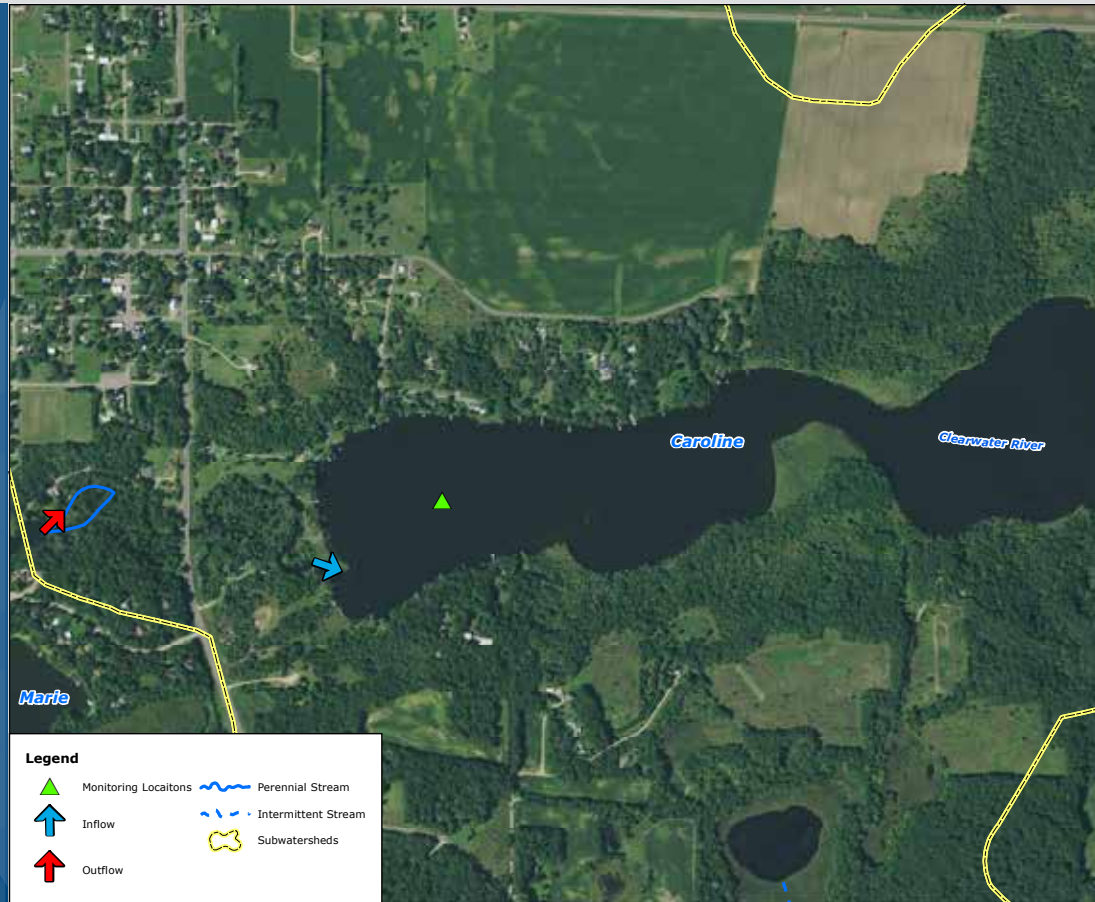 Caroline
Clearwater River
Marie
Legend
Monitoring Locaitons
Perennial Stream
Inflow
Intermittent Stream
Subwatersheds
Outflow